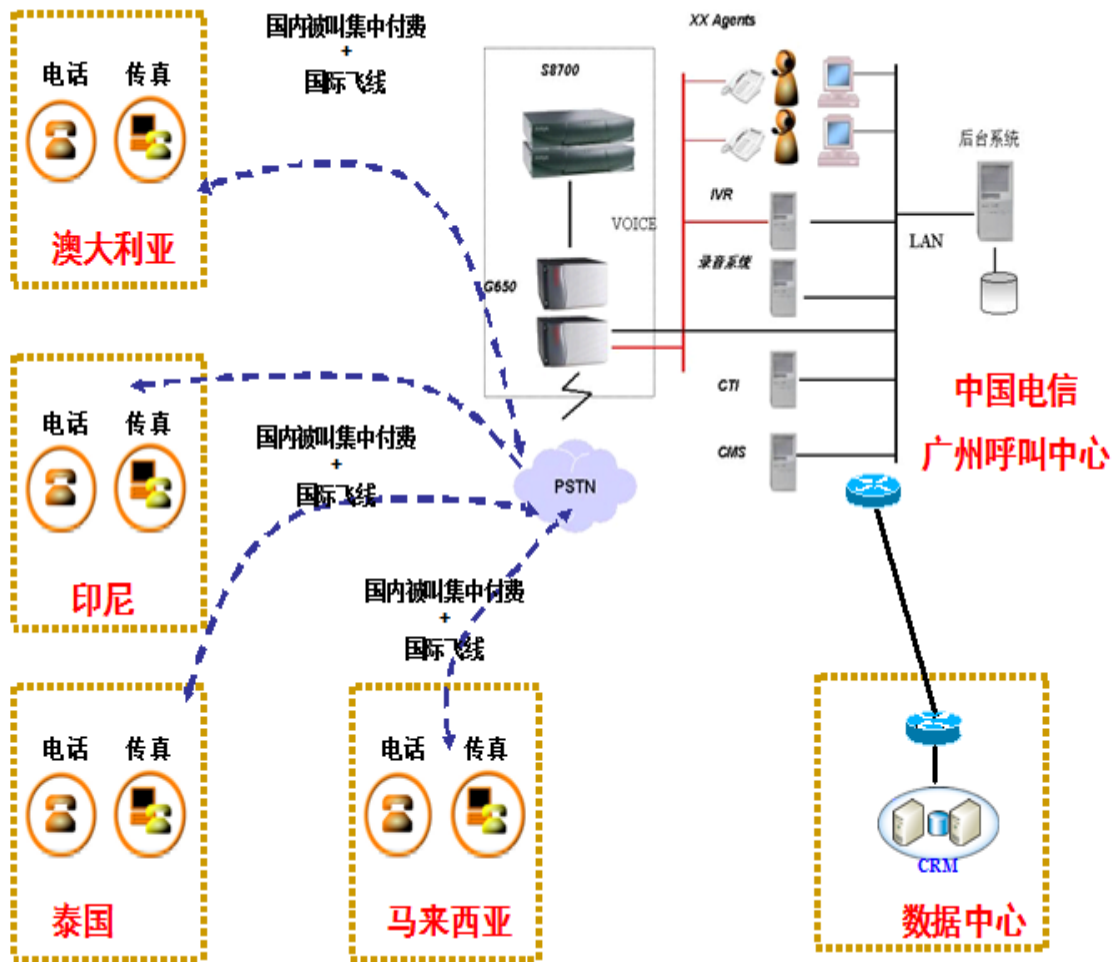 国内被叫集中付费
+
国际飞线
电话 传真
澳大利亚
XX Agents
S8700
后台系统
IVR
VOICE
LAN
录音系统
G650
CTI
CMS
中国电信
广州呼叫中心
电话 传真
印尼
国内被叫集中付费
+
国际飞线
PSTN
国内被叫集中付费
+
国际飞线
电话 传真
泰国
电话 传真
马来西亚
CRM
数据中心